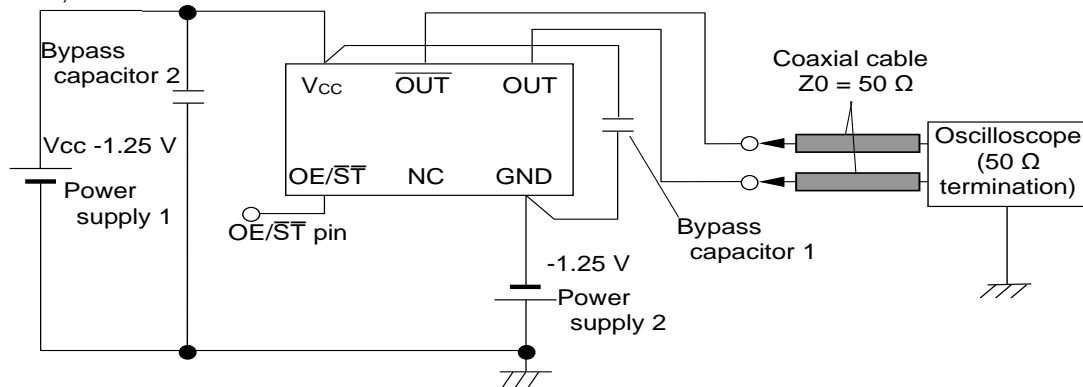 Bypass
capacitor 2
Vcc -1.25 V
Power
supply 1
VCC
OUT
OUT
OE/ST
NC
GND
OE/ST pin
-1.25 V
Power
supply 2
Bypass
capacitor 1
Coaxial cable
Z0 = 50 Ω
Oscilloscope
(50 Ω
termination)